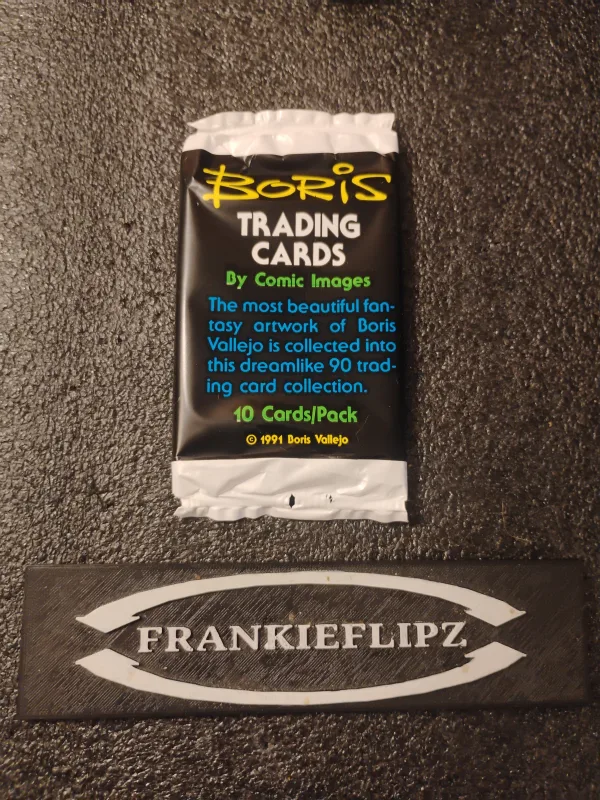 BORiS
TRADING
CARDS
By Comic Images
The most beautiful fan-
tasy artwork of Boris
Vallejo is collected into
this dreamlike 90 trad-
ing card collection.
10 Cards/Pack
© 1991 Boris Vallejo
FRANKIEFLIPZ